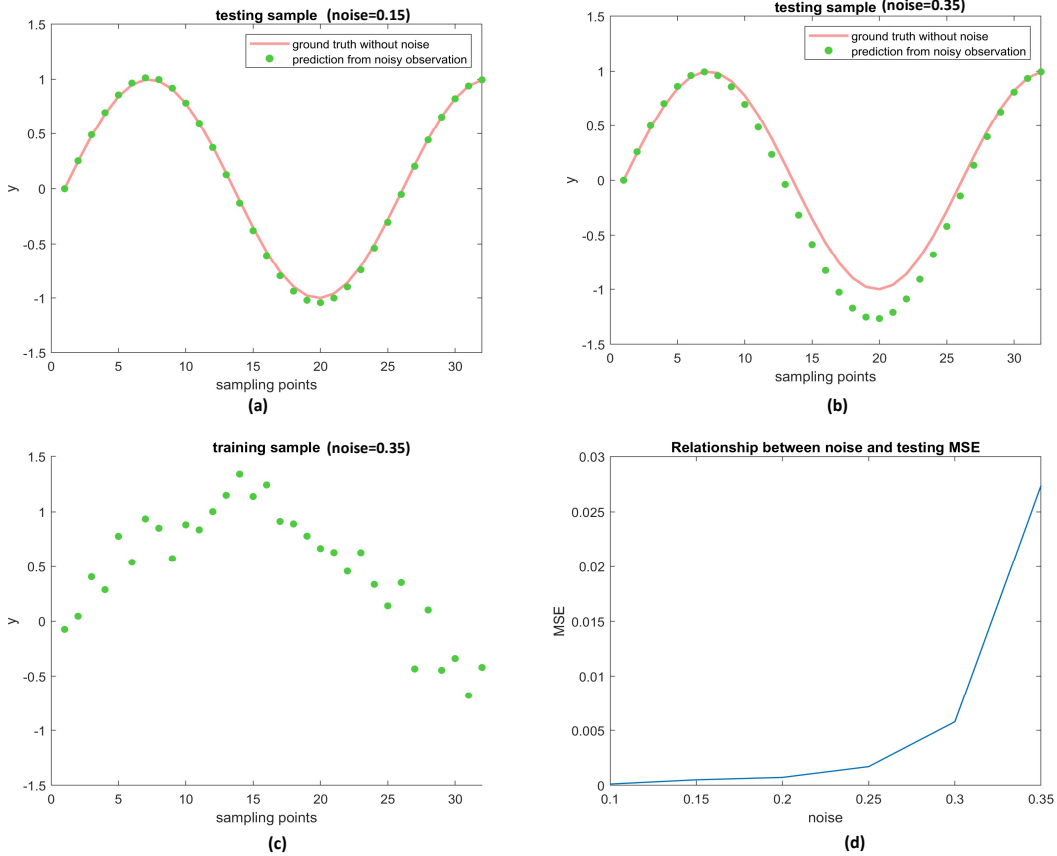 testing sample (noise=0.15)
1.5
1
0.5
0
-0.5
-1
-1.5
y
ground truth without noise
prediction from noisy observation
0 5 10 15 20 25 30
sampling points
(a)
testing sample (noise=0.35)
1.5
1
0.5
0
-0.5
-1
-1.5
y
ground truth without noise
prediction from noisy observation
0 5 10 15 20 25 30
sampling points
(b)
training sample (noise=0.35)
1.5
1
0.5
0
-0.5
-1
-1.5
y
0 5 10 15 20 25 30
sampling points
(c)
Relationship between noise and testing MSE
0.03
0.025
0.02
0.015
0.01
0.005
0
MSE
0.1 0.15 0.2 0.25 0.3 0.35
noise
(d)